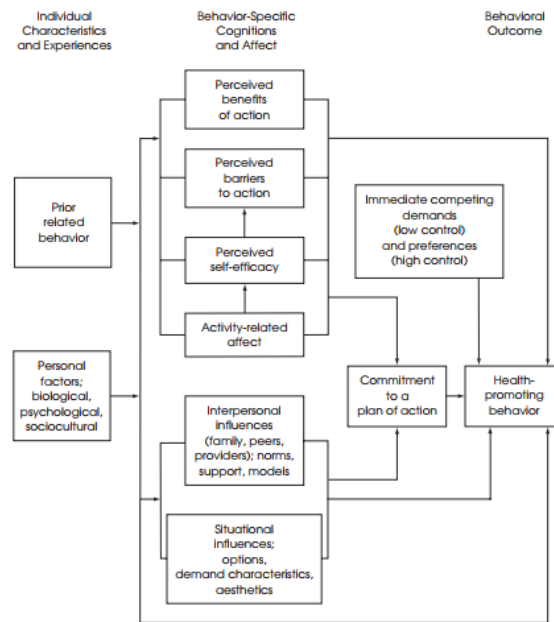 Individual
Characteristics
and Experiences
Behavior-Specific
Cognitions
and Affect
Behavioral
Outcome
Perceived
benefits
of action
Perceived
barriers
to action
Prior
related
behavior
Immediate competing
demands
(low control)
and preferences
(high control)
Perceived
self-efficacy
Activity-related
affect
Personal
factors;
biological,
psychological,
sociocultural
Commitment
to a
plan of action
Health-
promoting
behavior
Interpersonal
influences
(family, peers,
providers); norms,
support, models
Situational
influences;
options,
demand characteristics,
aesthetics